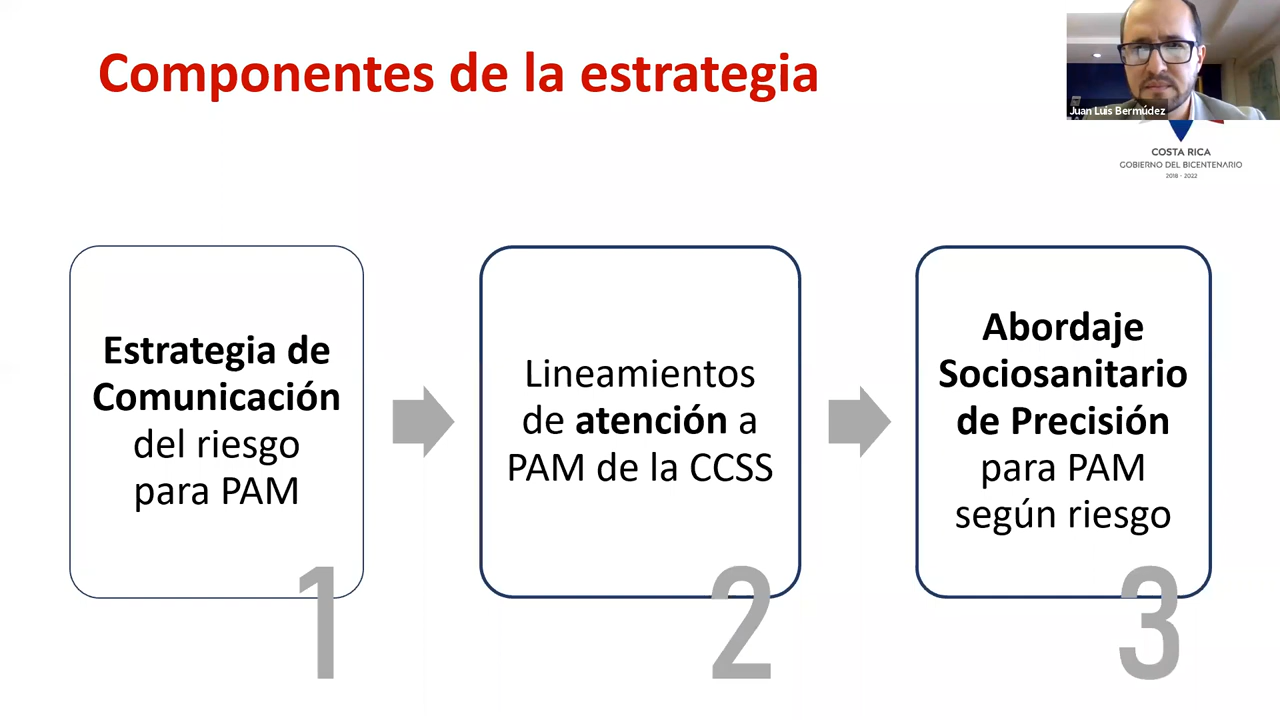 Componentes de la estrategia
Juan Luis Bermúdez
COSTA RICA
GOBIERNO DEL BICENTENARIO
2018 - 2022
Estrategia de
Comunicación
del riesgo
para PAM
1
Lineamientos
de atención a
PAM de la CCSS
2
Abordaje
Sociosanitario
de Precisión
para PAM
según riesgo
3